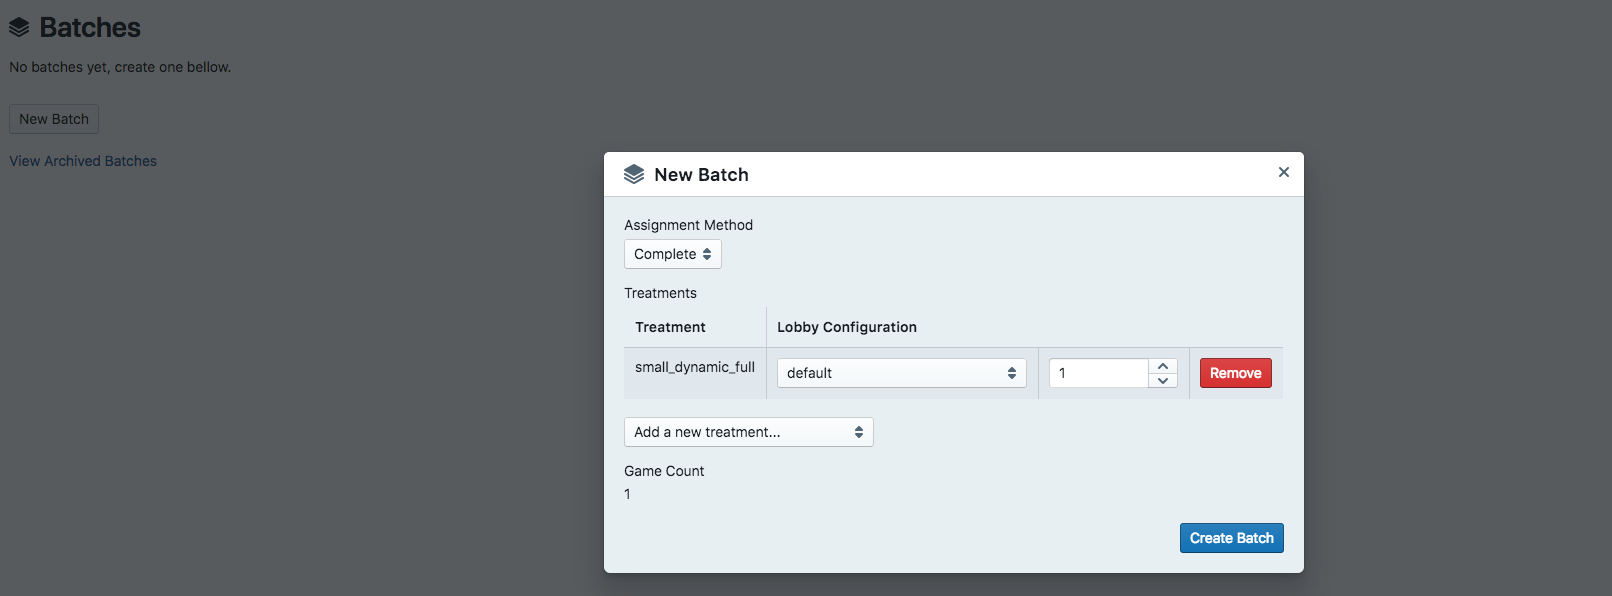 Batches
No batches yet, create one bellow.
New Batch
View Archived Batches
New Batch
Assignment Method
Complete
Treatments
Treatment Lobby Configuration
small_dynamic_full default 1 Remove
Add a new treatment...
Game Count
1
Create Batch